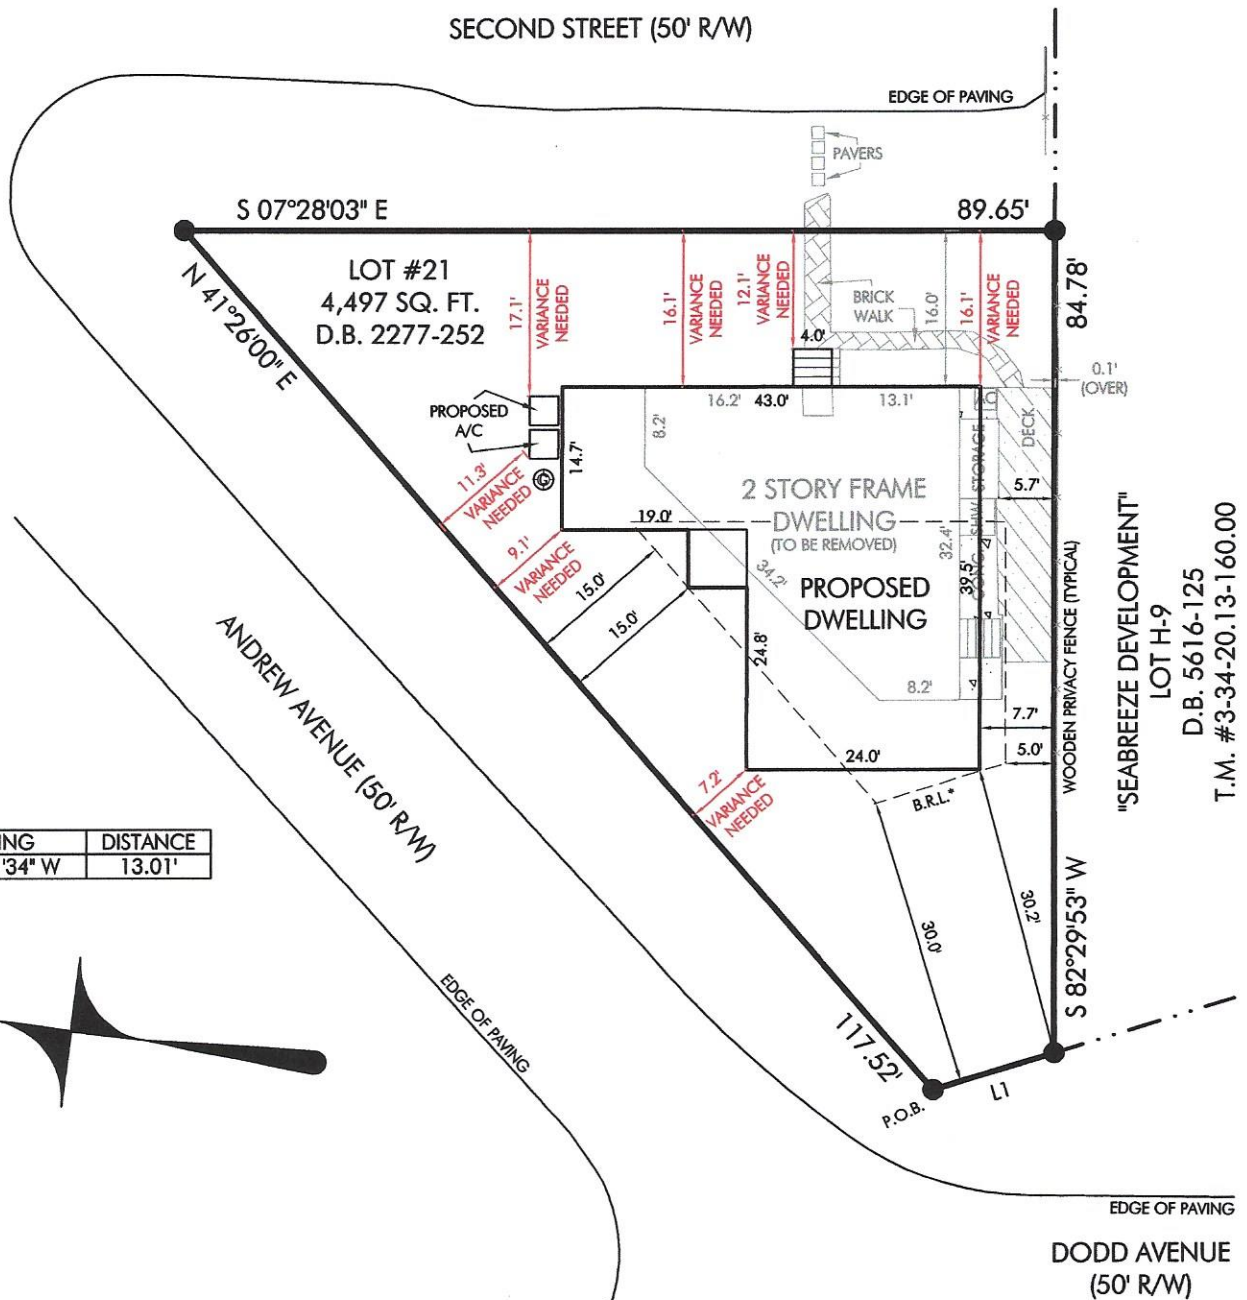 SECOND STREET (50' R/W)
EDGE OF PAVING
PAVERS
S 07°28'03" E
89.65'
LOT #21
4,497 SQ. FT.
D.B. 2277-252
N 41°26'00" E
17.1'
VARIANCE
NEEDED
16.1'
VARIANCE
NEEDED
12.1'
VARIANCE
NEEDED
BRICK
WALK
16.0'
16.1'
VARIANCE
NEEDED
84.78'
4.0'
0.1'
(OVER)
PROPOSED
A/C
16.2'
43.0'
13.1'
8.2'
14.7'
DECK
STORAGE
5.7'
11.3'
VARIANCE
NEEDED
G
2 STORY FRAME
DWELLING
(TO BE REMOVED)
19.0'
32.4'
39.5'
9.1'
VARIANCE
NEEDED
15.0'
15.0'
34.2'
PROPOSED
DWELLING
24.8'
8.2'
7.7'
5.0'
24.0'
B.R.L.*
7.2'
VARIANCE
NEEDED
WOODEN PRIVACY FENCE (TYPICAL)
"SEABREEZE DEVELOPMENT"
LOT H-9
D.B. 5616-125
T.M. #3-34-20.13-160.00
ANDREW AVENUE (50' R/W)
ING DISTANCE
'34" W 13.01'
30.0'
30.2'
S 82°29'53" W
EDGE OF PAVING
117.52'
P.O.B.
L1
EDGE OF PAVING
DODD AVENUE
(50' R/W)